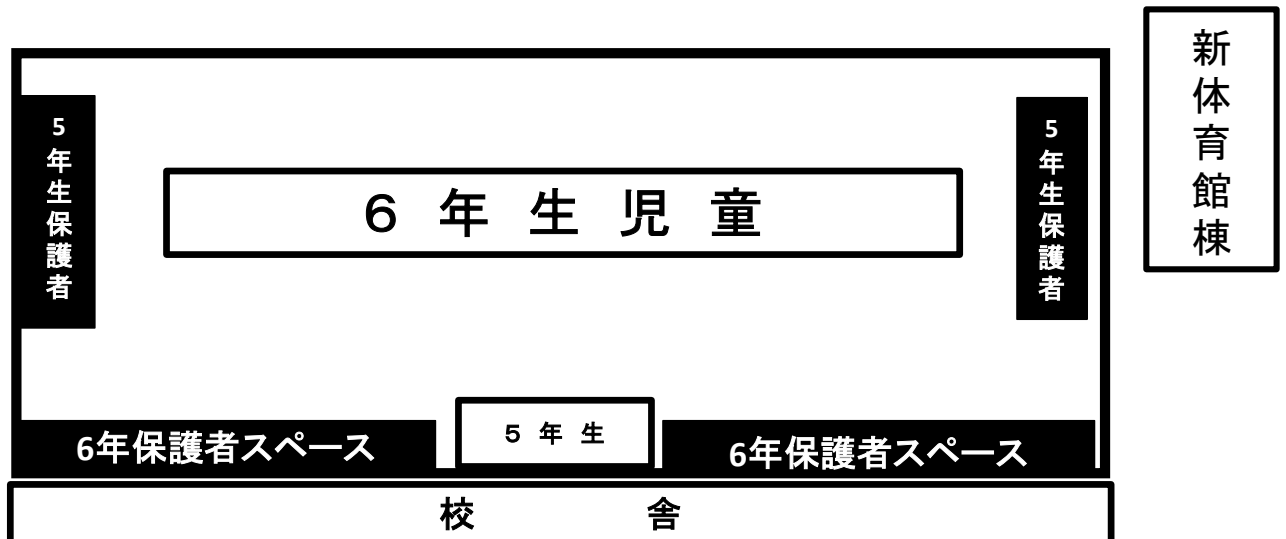 新体育館棟
5年生保護者
6 年 生 児 童
5年生保護者
5 年 生
6年保護者スペース
6年保護者スペース
校 舎